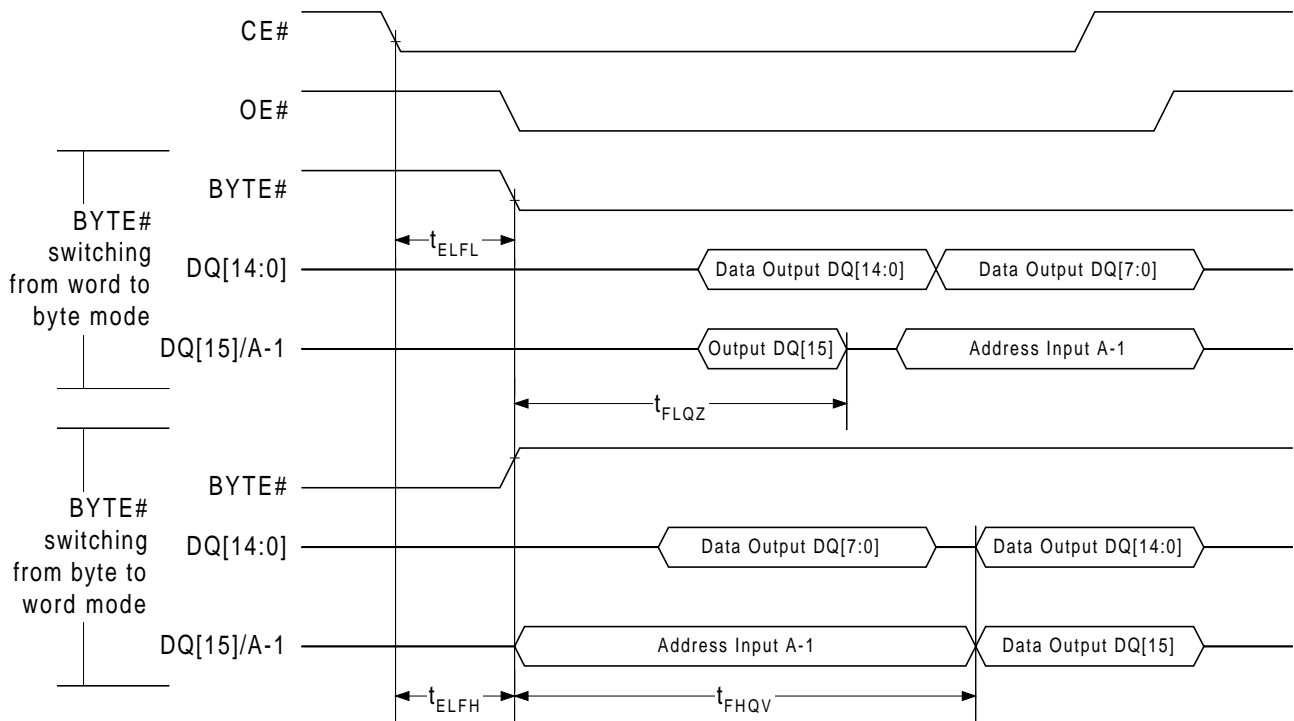 CE#
OE#
BYTE#
switching
from word to
byte mode
BYTE#
tELFL
DQ[14:0]
Data Output DQ[14:0]
Data Output DQ[7:0]
DQ[15]/A-1
Output DQ[15]
Address Input A-1
tFLQZ
BYTE#
switching
from byte to
word mode
BYTE#
DQ[14:0]
Data Output DQ[7:0]
Data Output DQ[14:0]
DQ[15]/A-1
Address Input A-1
Data Output DQ[15]
tELFH
tFHQV